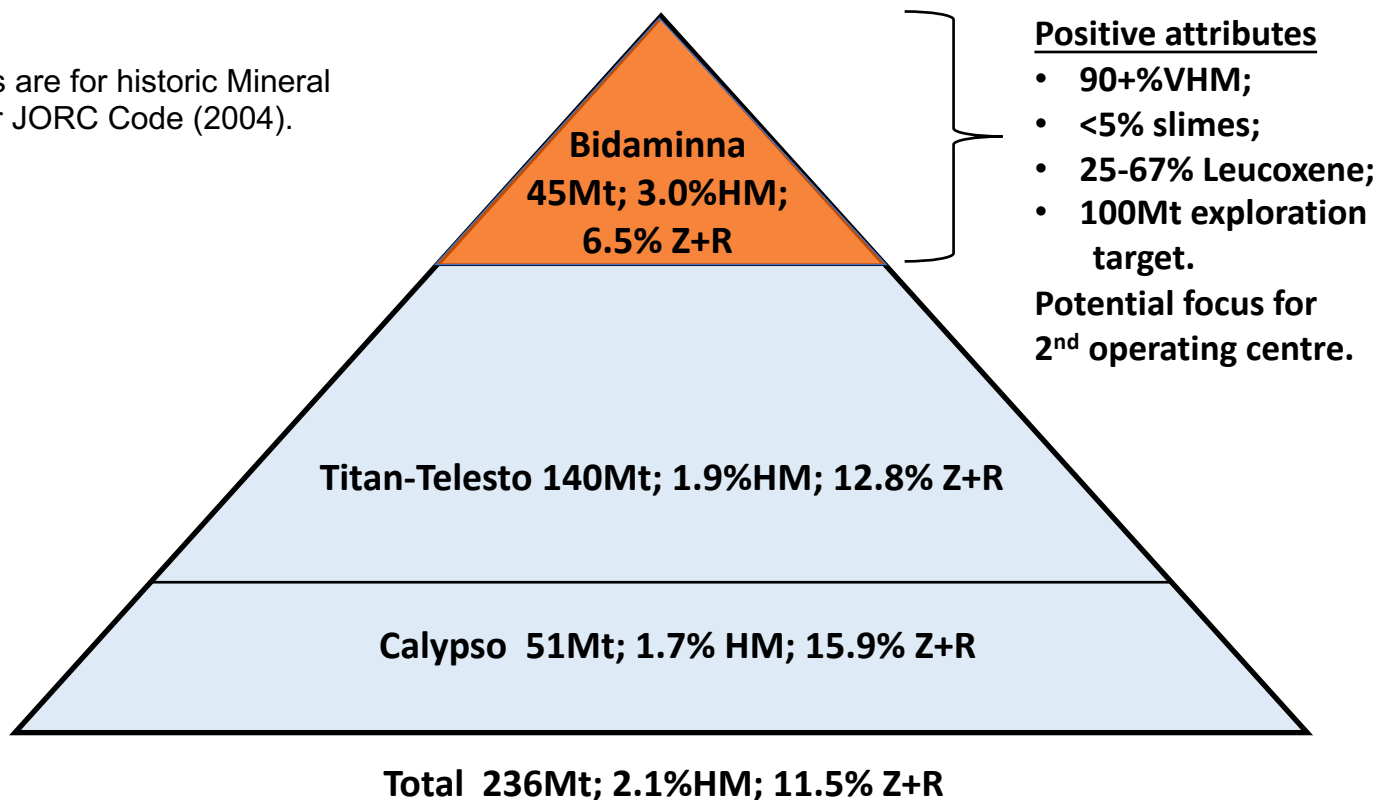 s are for historic Mineral
r JORC Code (2004).
Bidaminna
45Mt; 3.0%HM;
6.5% Z+R
Positive attributes
• 90+%VHM;
• <5% slimes;
• 25-67% Leucoxene;
• 100Mt exploration
target.
Potential focus for
2nd operating centre.
Titan-Telesto 140Mt; 1.9%HM; 12.8% Z+R
Calypso 51Mt; 1.7% HM; 15.9% Z+R
Total 236Mt; 2.1%HM; 11.5% Z+R